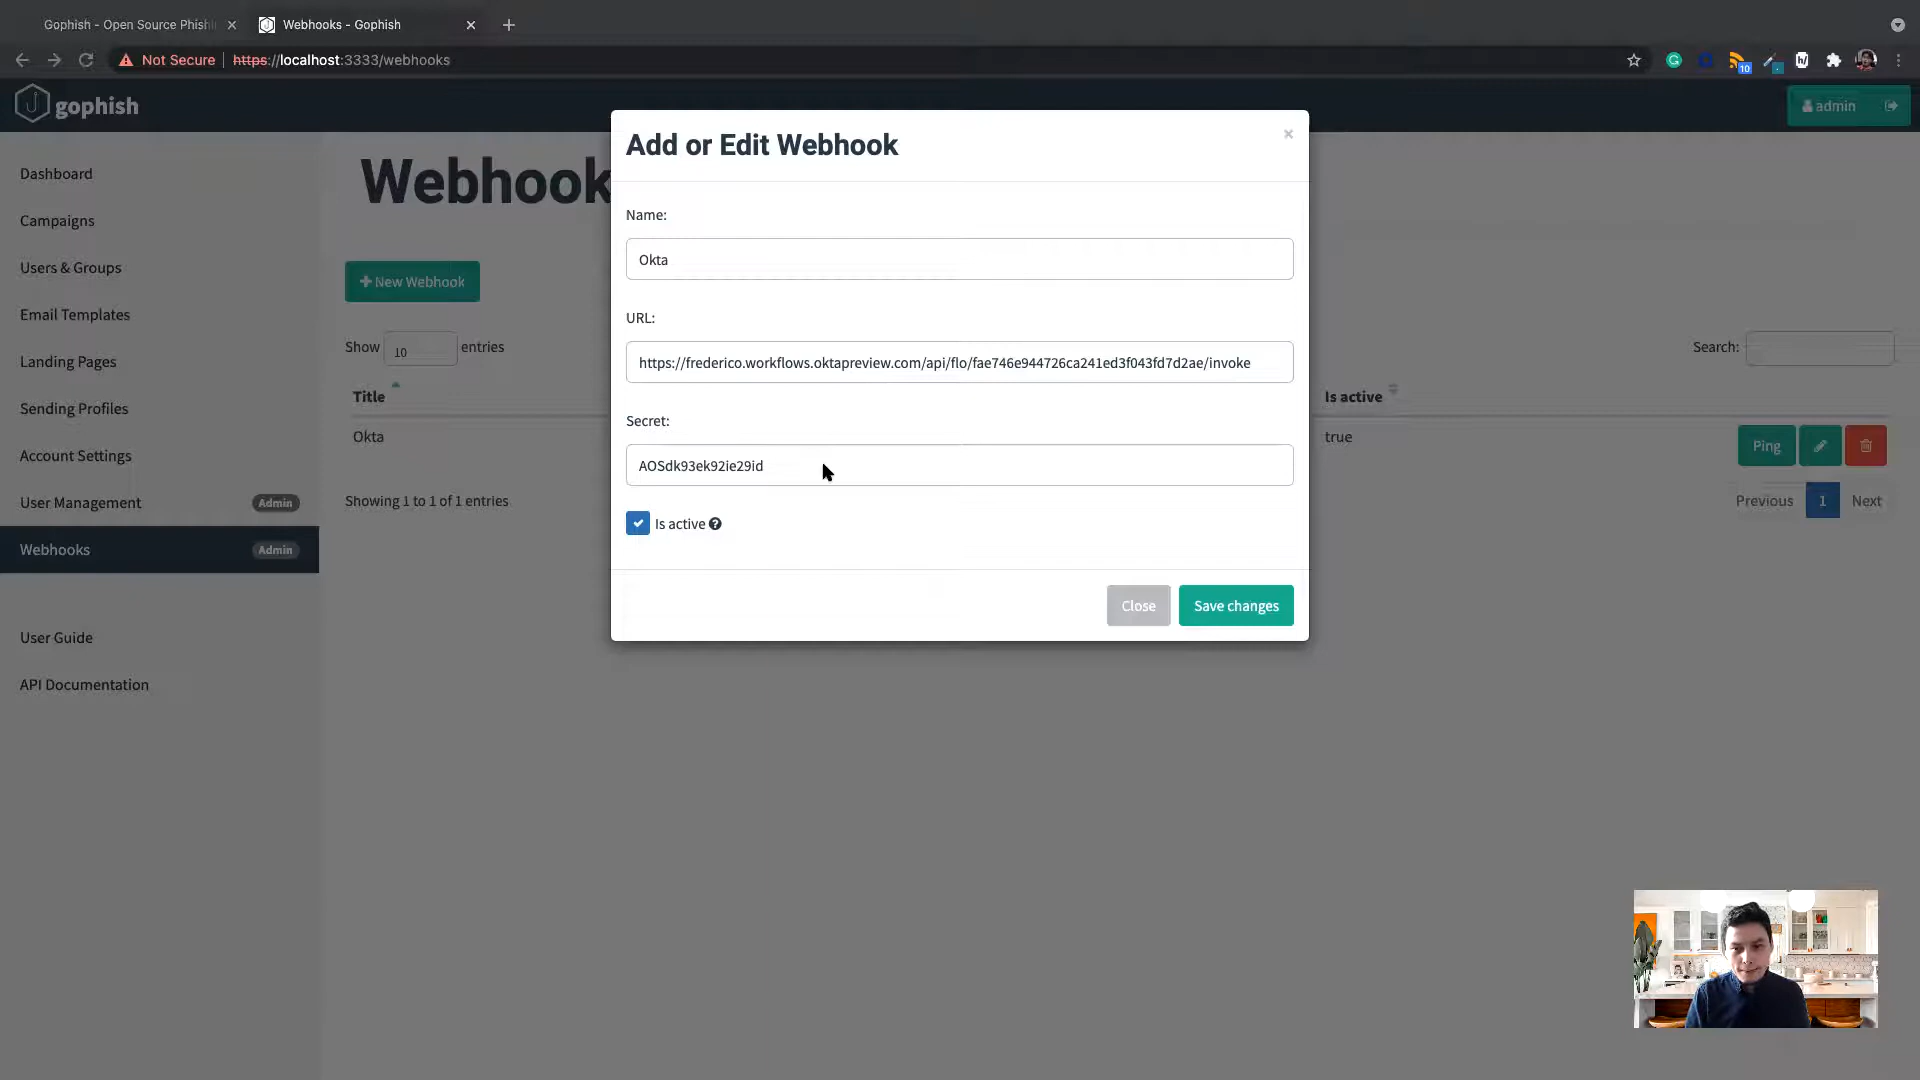 Gophish - Open Source Phishi
Webhooks - Gophish
Not Secure
https://localhost:3333/webhooks
10
gophish
admin
Dashboard
Campaigns
Users & Groups
Email Templates
Landing Pages
Sending Profiles
Account Settings
User Management Admin
Webhooks Admin
User Guide
API Documentation
Webhook
New Webhook
Show 10 entries
Search:
Title
Is active
Okta
true
Ping
Showing 1 to 1 of 1 entries
Previous 1 Next
Add or Edit Webhook
×
Name:
Okta
URL:
https://frederico.workflows.oktapreview.com/api/flo/fae746e944726ca241ed3f043fd7d2ae/invoke
Secret:
AOSdk93ek92ie29id
Is active
Close
Save changes